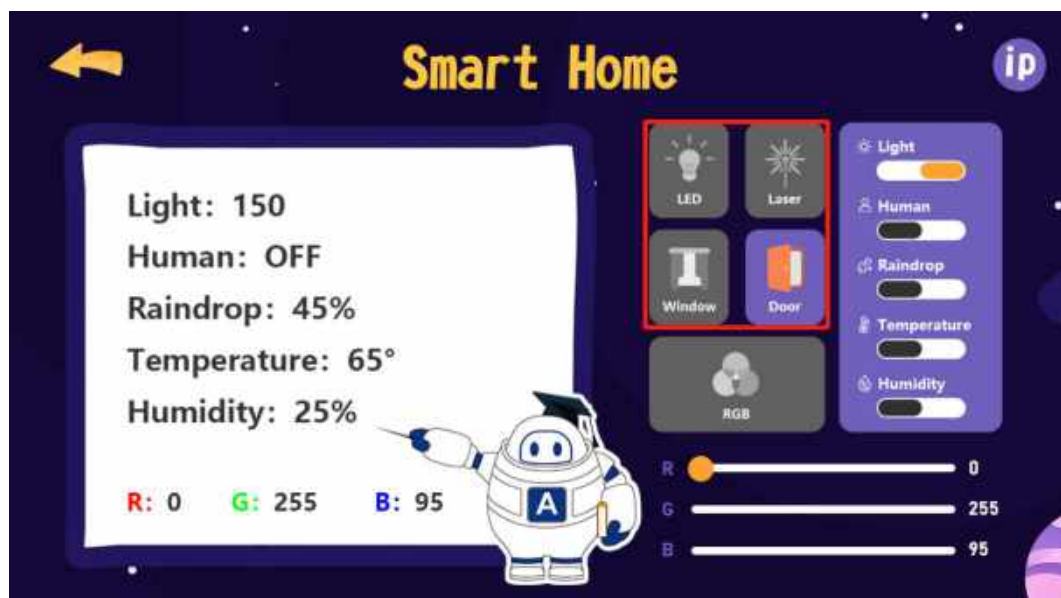 Smart Home
ip
Light: 150
Human: OFF
Raindrop: 45%
Temperature: 65°
Humidity: 25%
R: 0 G: 255 B: 95
A
LED
Laser
Window
Door
RGB
Light
Human
Raindrop
Temperature
Humidity
R 0
G 255
B 95